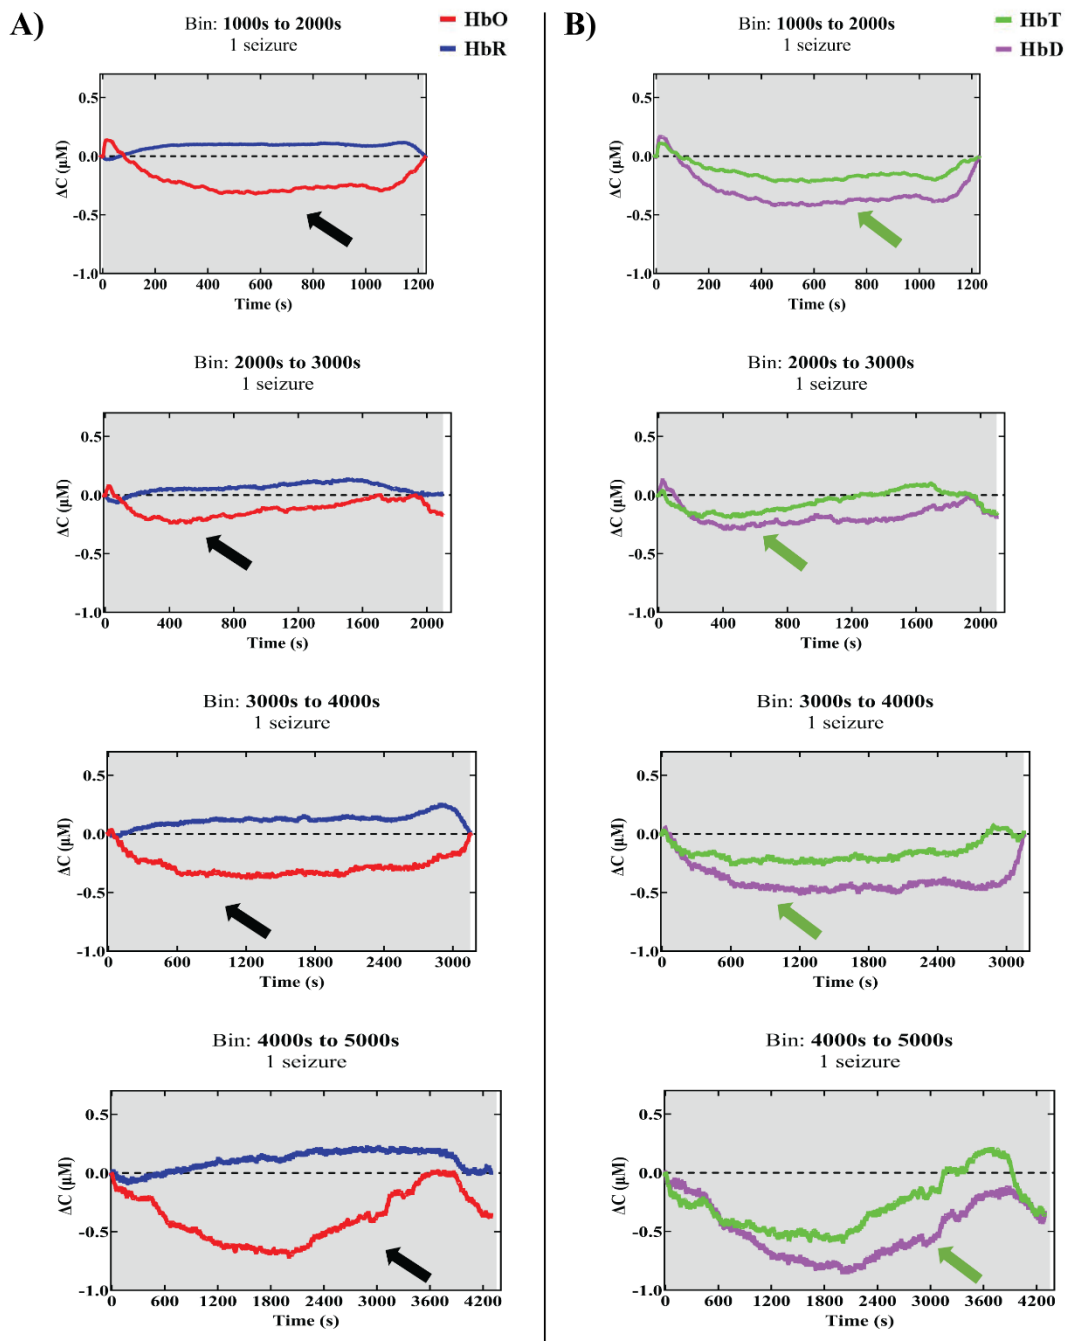 A)
Bin: 1000s to 2000s
1 seizure
HbO
HbR
0.5
0.0
-0.5
-1.0
ΔC (µM)
0 200 400 600 800 1000 1200
Time (s)
Bin: 2000s to 3000s
1 seizure
0.5
0.0
-0.5
-1.0
ΔC (µM)
0 400 800 1200 1600 2000
Time (s)
Bin: 3000s to 4000s
1 seizure
0.5
0.0
-0.5
-1.0
ΔC (µM)
0 600 1200 1800 2400 3000
Time (s)
Bin: 4000s to 5000s
1 seizure
0.5
0.0
-0.5
-1.0
ΔC (µM)
0 600 1200 1800 2400 3000 3600 4200
Time (s)
B)
Bin: 1000s to 2000s
1 seizure
HbT
HbD
0.5
0.0
-0.5
-1.0
ΔC (µM)
0 200 400 600 800 1000 1200
Time (s)
Bin: 2000s to 3000s
1 seizure
0.5
0.0
-0.5
-1.0
ΔC (µM)
0 400 800 1200 1600 2000
Time (s)
Bin: 3000s to 4000s
1 seizure
0.5
0.0
-0.5
-1.0
ΔC (µM)
0 600 1200 1800 2400 3000
Time (s)
Bin: 4000s to 5000s
1 seizure
0.5
0.0
-0.5
-1.0
ΔC (µM)
0 600 1200 1800 2400 3000 3600 4200
Time (s)